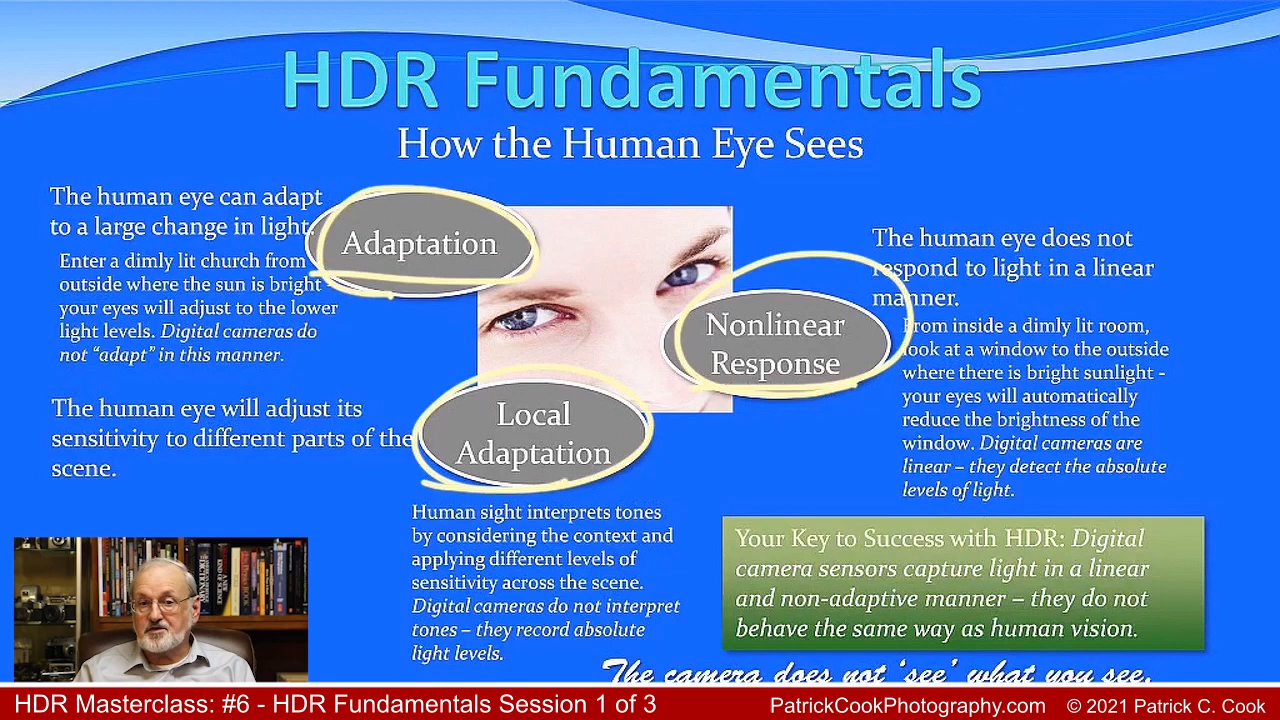 HDR Fundamentals
How the Human Eye Sees
The human eye can adapt
to a large change in light.
Enter a dimly lit church from
outside where the sun is bright -
your eyes will adjust to the lower
light levels. Digital cameras do
not “adapt” in this manner.
Adaptation
The human eye does not
respond to light in a linear
manner.
From inside a dimly lit room,
look at a window to the outside
where there is bright sunlight -
your eyes will automatically
reduce the brightness of the
window. Digital cameras are
linear – they detect the absolute
levels of light.
Nonlinear
Response
The human eye will adjust its
sensitivity to different parts of the
scene.
Local
Adaptation
Human sight interprets tones
by considering the context and
applying different levels of
sensitivity across the scene.
Digital cameras do not interpret
tones – they record absolute
light levels.
Your Key to Success with HDR: Digital
camera sensors capture light in a linear
and non-adaptive manner – they do not
behave the same way as human vision.
The camera does not ‘see’ what you see.
HDR Masterclass: #6 - HDR Fundamentals Session 1 of 3
PatrickCookPhotography.com
© 2021 Patrick C. Cook